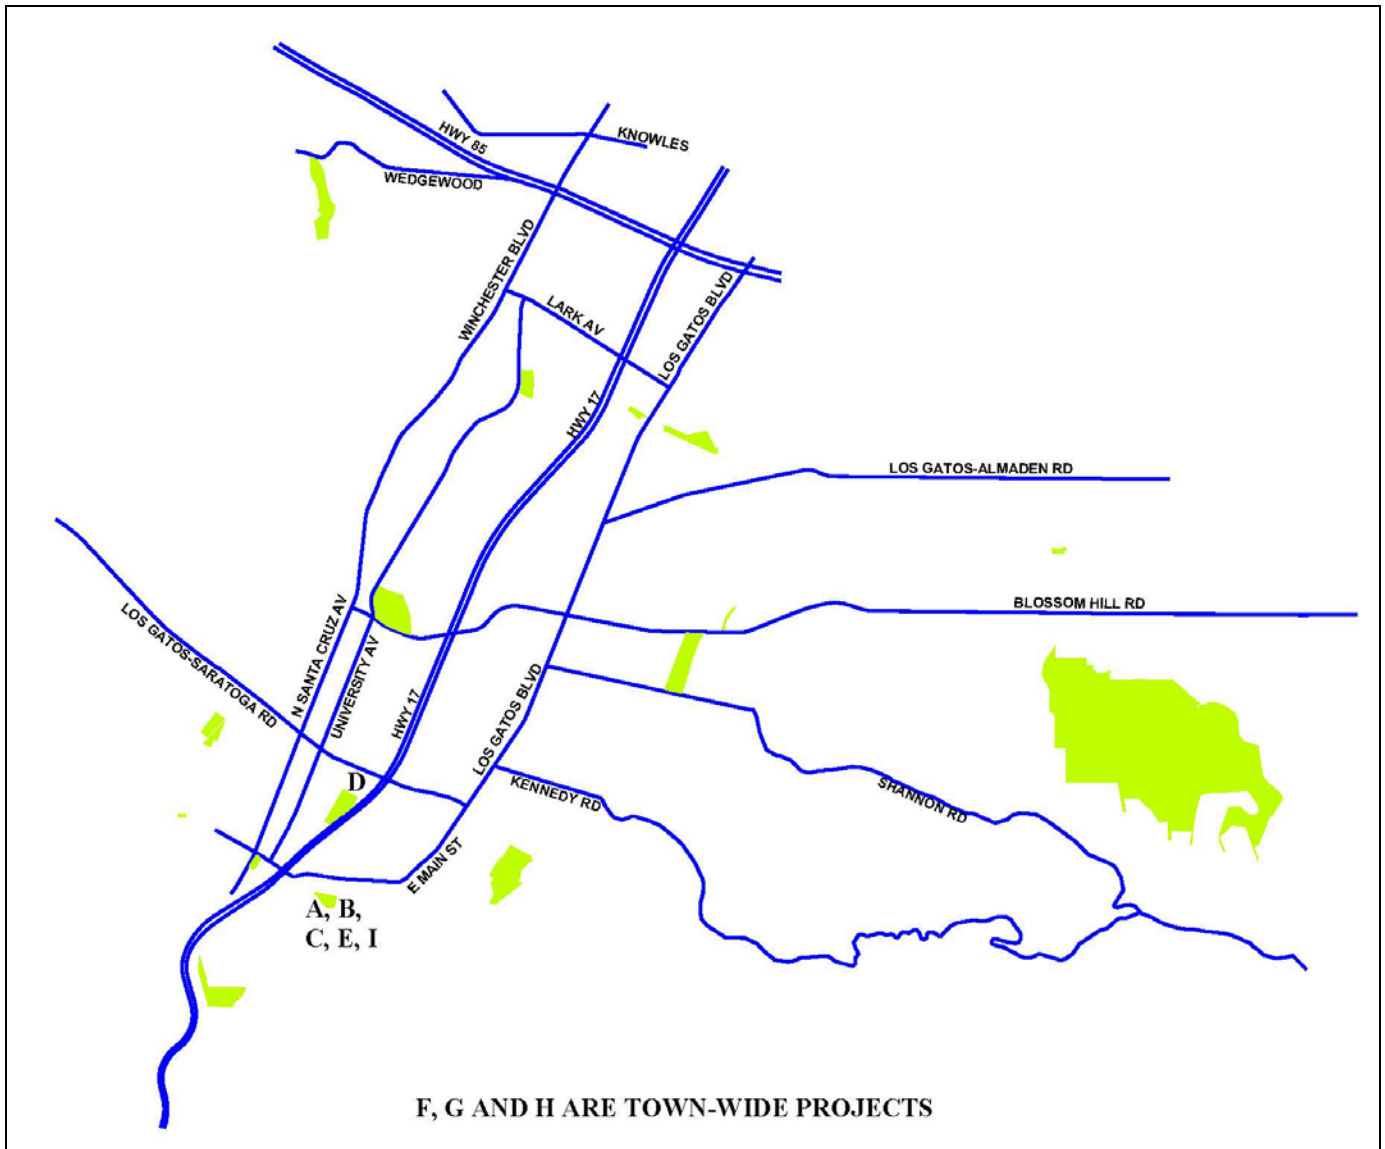 KNOWLES
HWY 85
WEDGEWOOD
WINCHESTER BLVD
LARK AV
LOS GATOS BLVD
HWY 17
LOS GATOS-ALMADEN RD
BLOSSOM HILL RD
LOS GATOS-SARATOGA RD
N SANTA CRUZ AV
UNIVERSITY AV
HWY 17
LOS GATOS BLVD
D
KENNEDY RD
SHANNON RD
E MAIN ST
A, B,
C, E, I
F, G AND H ARE TOWN-WIDE PROJECTS